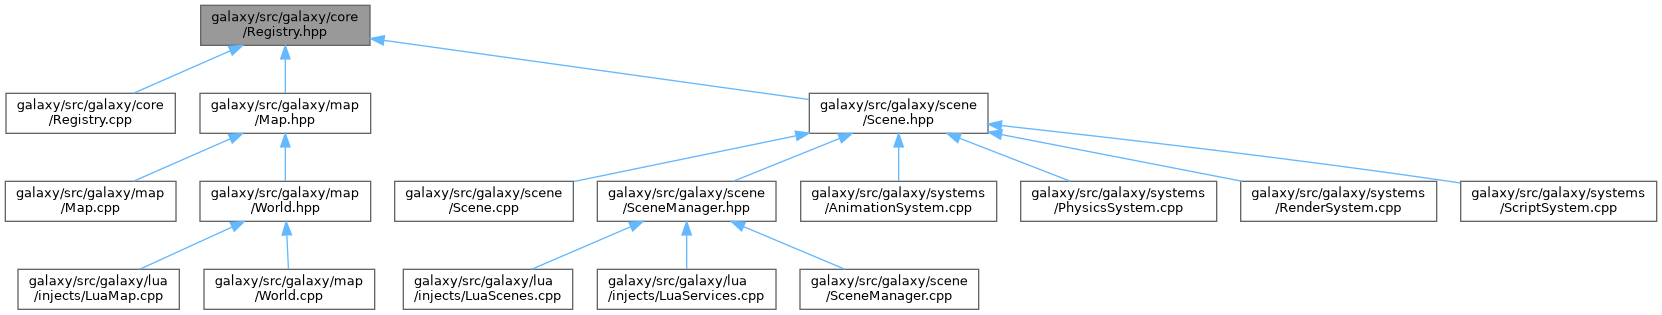 galaxy/src/galaxy/core
/Registry.hpp
galaxy/src/galaxy/core
/Registry.cpp
galaxy/src/galaxy/map
/Map.hpp
galaxy/src/galaxy/scene
/Scene.hpp
galaxy/src/galaxy/map
/Map.cpp
galaxy/src/galaxy/map
/World.hpp
galaxy/src/galaxy/scene
/Scene.cpp
galaxy/src/galaxy/scene
/SceneManager.hpp
galaxy/src/galaxy/systems
/AnimationSystem.cpp
galaxy/src/galaxy/systems
/PhysicsSystem.cpp
galaxy/src/galaxy/systems
/RenderSystem.cpp
galaxy/src/galaxy/systems
/ScriptSystem.cpp
galaxy/src/galaxy/lua
/injects/LuaMap.cpp
galaxy/src/galaxy/map
/World.cpp
galaxy/src/galaxy/lua
/injects/LuaScenes.cpp
galaxy/src/galaxy/lua
/injects/LuaServices.cpp
galaxy/src/galaxy/scene
/SceneManager.cpp